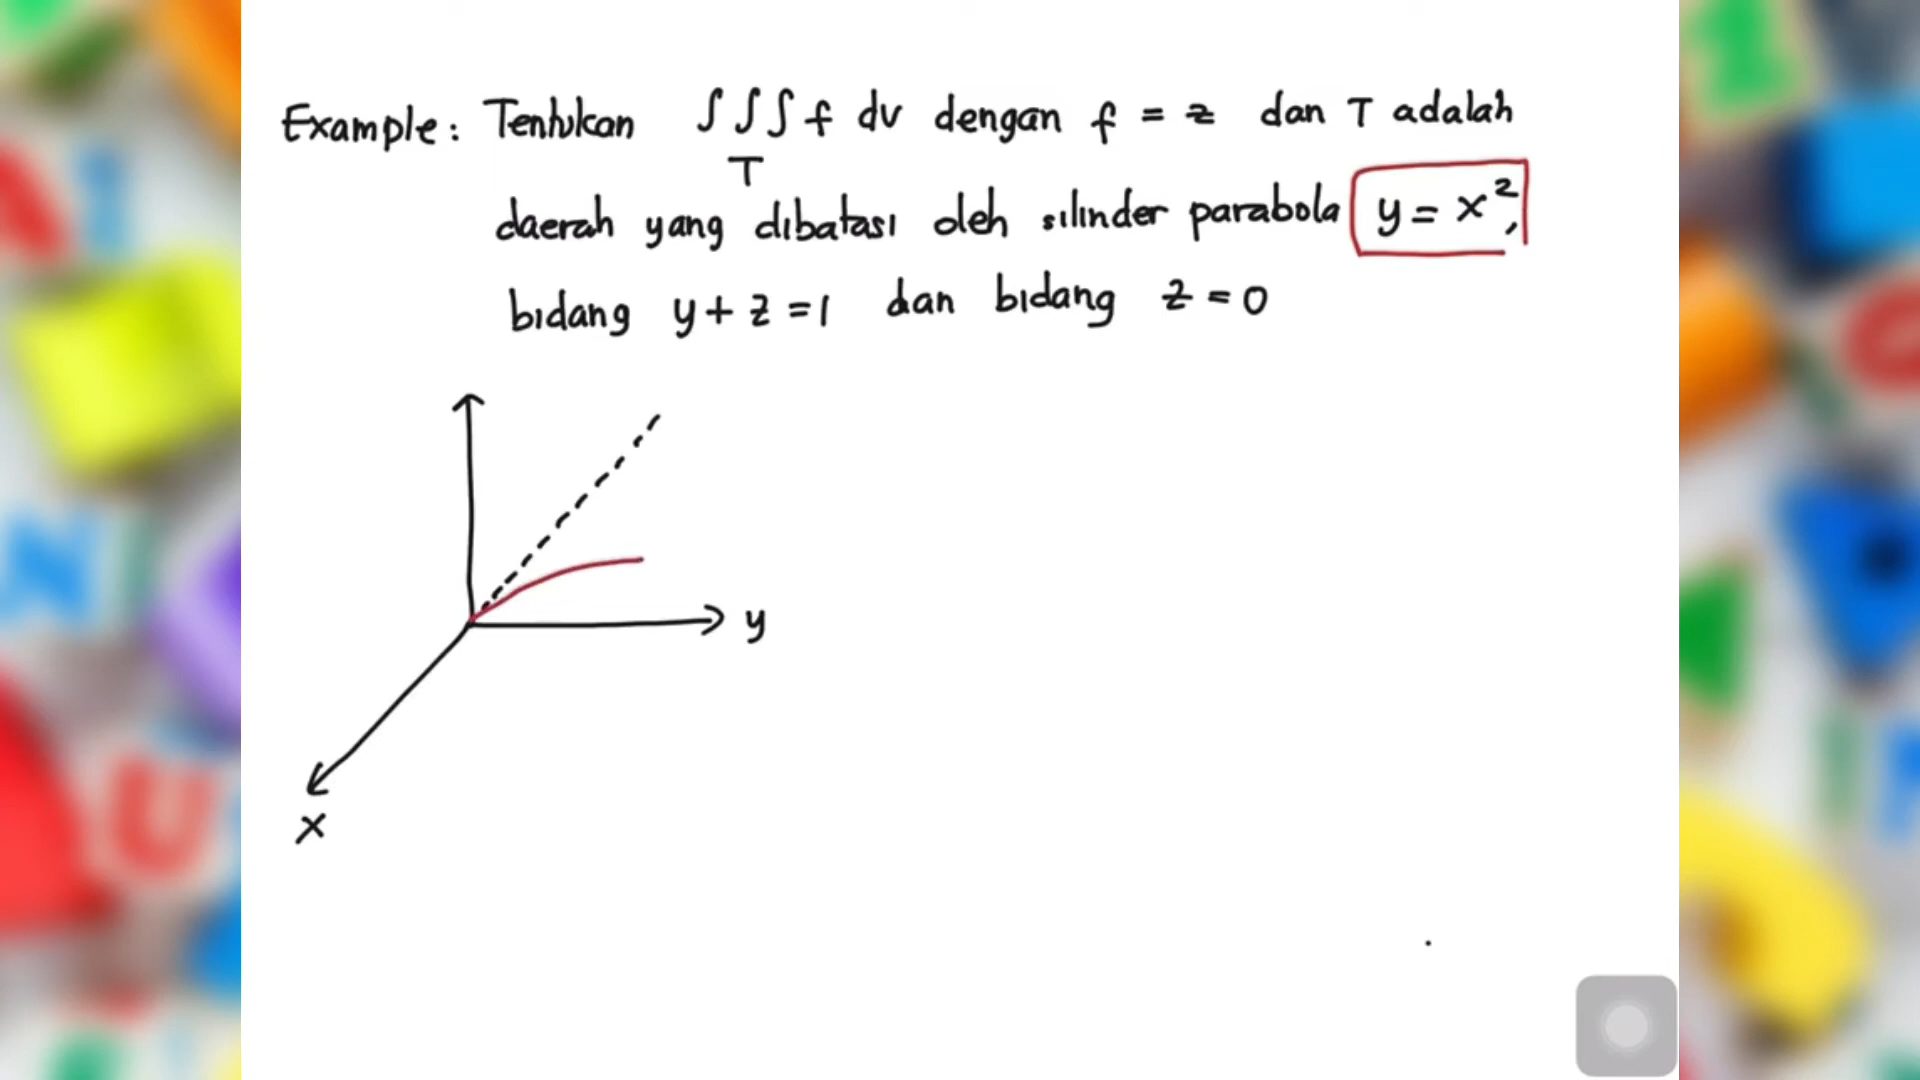 Example: Tentukan ∫∫∫ f dv dengan f = z dan T adalah
T
daerah yang dibatasi oleh silinder parabola y = x²,
bidang y + z = 1 dan bidang z = 0
y
x